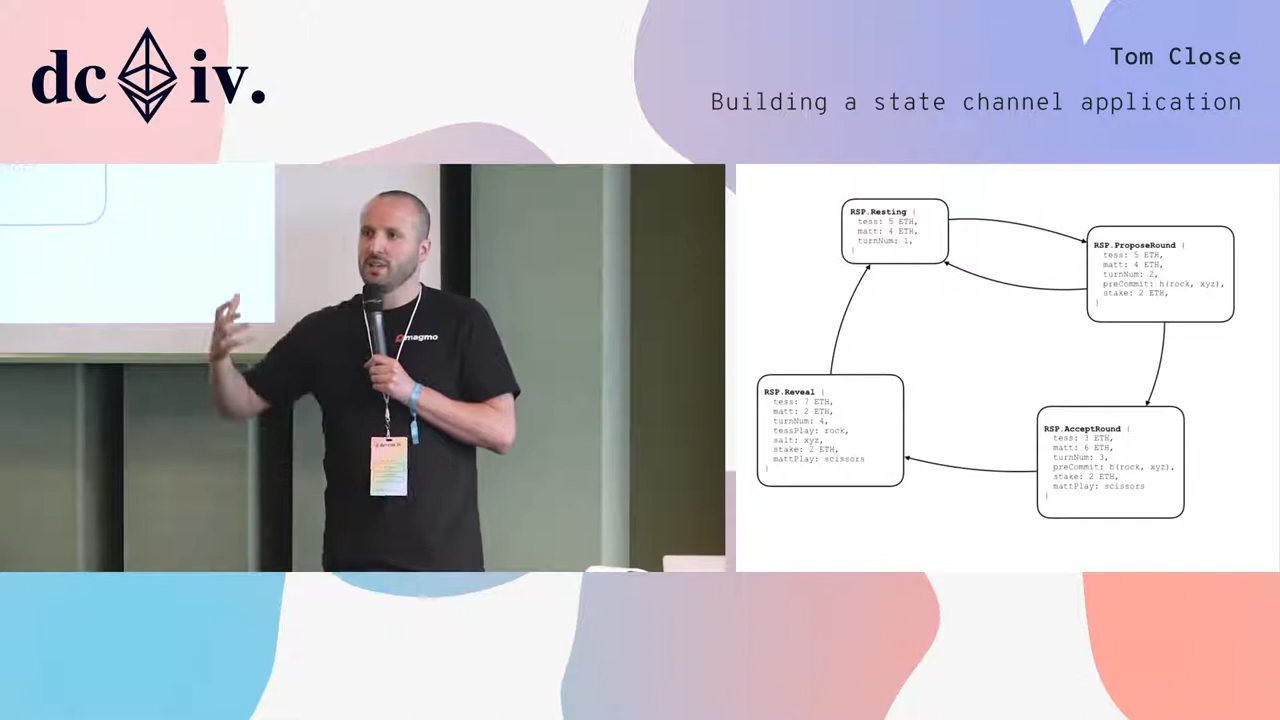 dc iv.
Tom Close
Building a state channel application
magmo
RSP.Resting {
tess: 5 ETH,
matt: 4 ETH,
turnNum: 1,
}
RSP.ProposeRound {
tess: 5 ETH,
matt: 4 ETH,
turnNum: 2,
preCommit: h(rock, xyz),
stake: 2 ETH,
}
RSP.Reveal {
tess: 7 ETH,
matt: 2 ETH,
turnNum: 4,
tessPlay: rock,
salt: xyz,
stake: 2 ETH,
mattPlay: scissors
}
RSP.AcceptRound {
tess: 3 ETH,
matt: 6 ETH,
turnNum: 3,
preCommit: h(rock, xyz),
stake: 2 ETH,
mattPlay: scissors
}